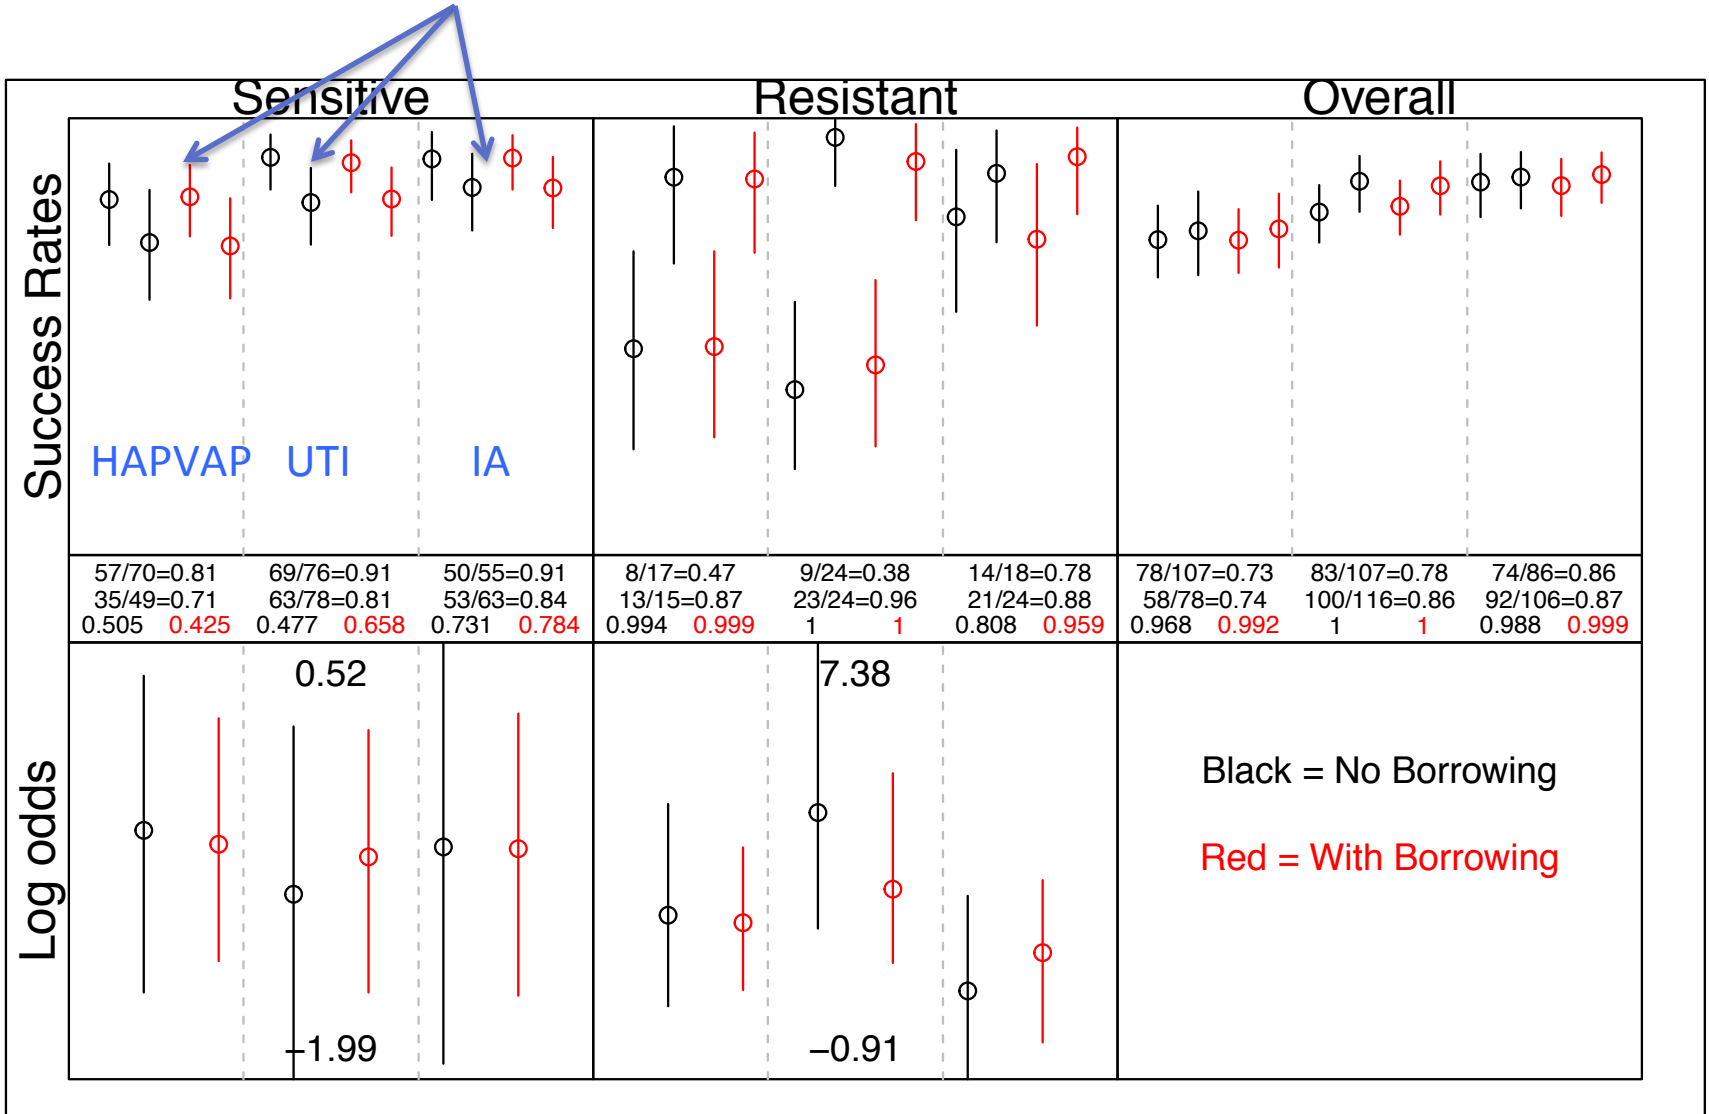 Sensitive Resistant Overall
Success Rates
HAPVAP UTI IA
57/70=0.81 69/76=0.91 50/55=0.91 8/17=0.47 9/24=0.38 14/18=0.78 78/107=0.73 83/107=0.78 74/86=0.86
35/49=0.71 63/78=0.81 53/63=0.84 13/15=0.87 23/24=0.96 21/24=0.88 58/78=0.74 100/116=0.86 92/106=0.87
0.505 0.425 0.477 0.658 0.731 0.784 0.994 0.999 1 1 0.808 0.959 0.968 0.992 1 1 0.988 0.999
Log odds
0.52 7.38
Black = No Borrowing
Red = With Borrowing
−1.99 −0.91